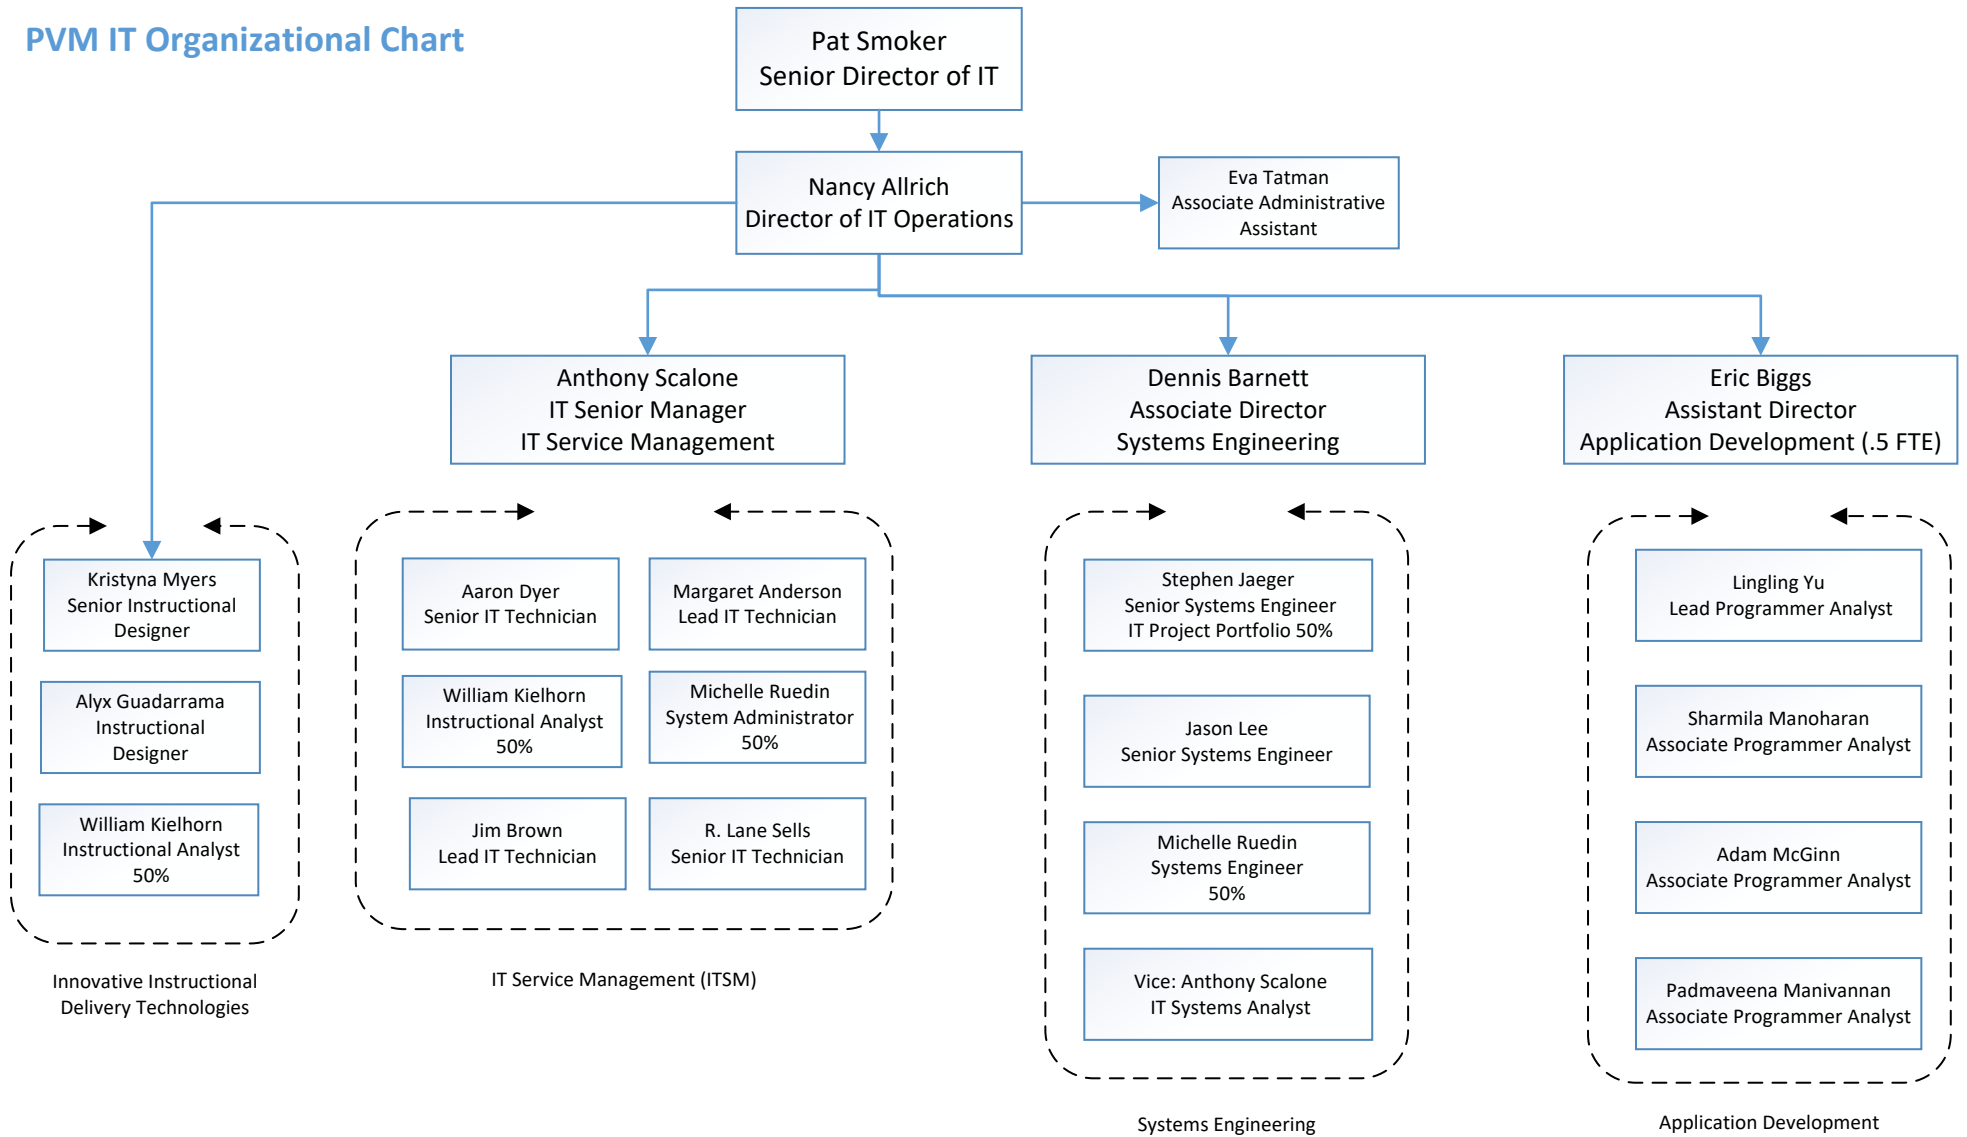 PVM IT Organizational Chart
Pat Smoker
Senior Director of IT
Nancy Allrich
Director of IT Operations
Eva Tatman
Associate Administrative
Assistant
Anthony Scalone
IT Senior Manager
IT Service Management
Dennis Barnett
Associate Director
Systems Engineering
Eric Biggs
Assistant Director
Application Development (.5 FTE)
Kristyna Myers
Senior Instructional
Designer
Alyx Guadarrama
Instructional
Designer
William Kielhorn
Instructional Analyst
50%
Innovative Instructional
Delivery Technologies
Aaron Dyer
Senior IT Technician
Margaret Anderson
Lead IT Technician
William Kielhorn
Instructional Analyst
50%
Michelle Ruedin
System Administrator
50%
Jim Brown
Lead IT Technician
R. Lane Sells
Senior IT Technician
IT Service Management (ITSM)
Stephen Jaeger
Senior Systems Engineer
IT Project Portfolio 50%
Jason Lee
Senior Systems Engineer
Michelle Ruedin
Systems Engineer
50%
Vice: Anthony Scalone
IT Systems Analyst
Systems Engineering
Lingling Yu
Lead Programmer Analyst
Sharmila Manoharan
Associate Programmer Analyst
Adam McGinn
Associate Programmer Analyst
Padmaveena Manivannan
Associate Programmer Analyst
Application Development